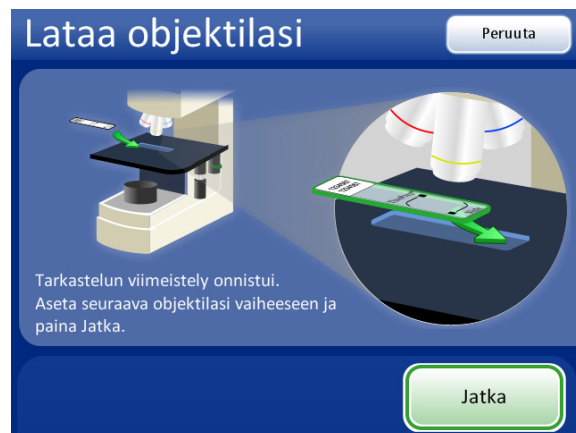 Lataa objektilasi
Peruuta
Tarkastelun viimeistely onnistui.
Aseta seuraava objektilasi vaiheeseen ja
paina Jatka.
Jatka